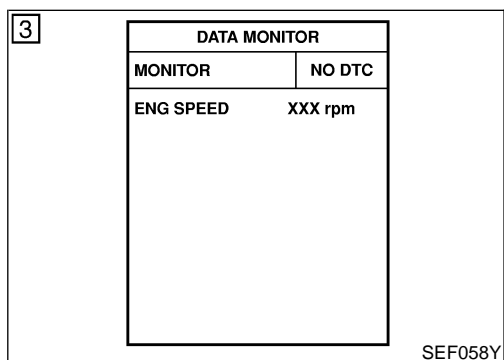 3
DATA MONITOR
MONITOR NO DTC
ENG SPEED XXX rpm
SEF058Y